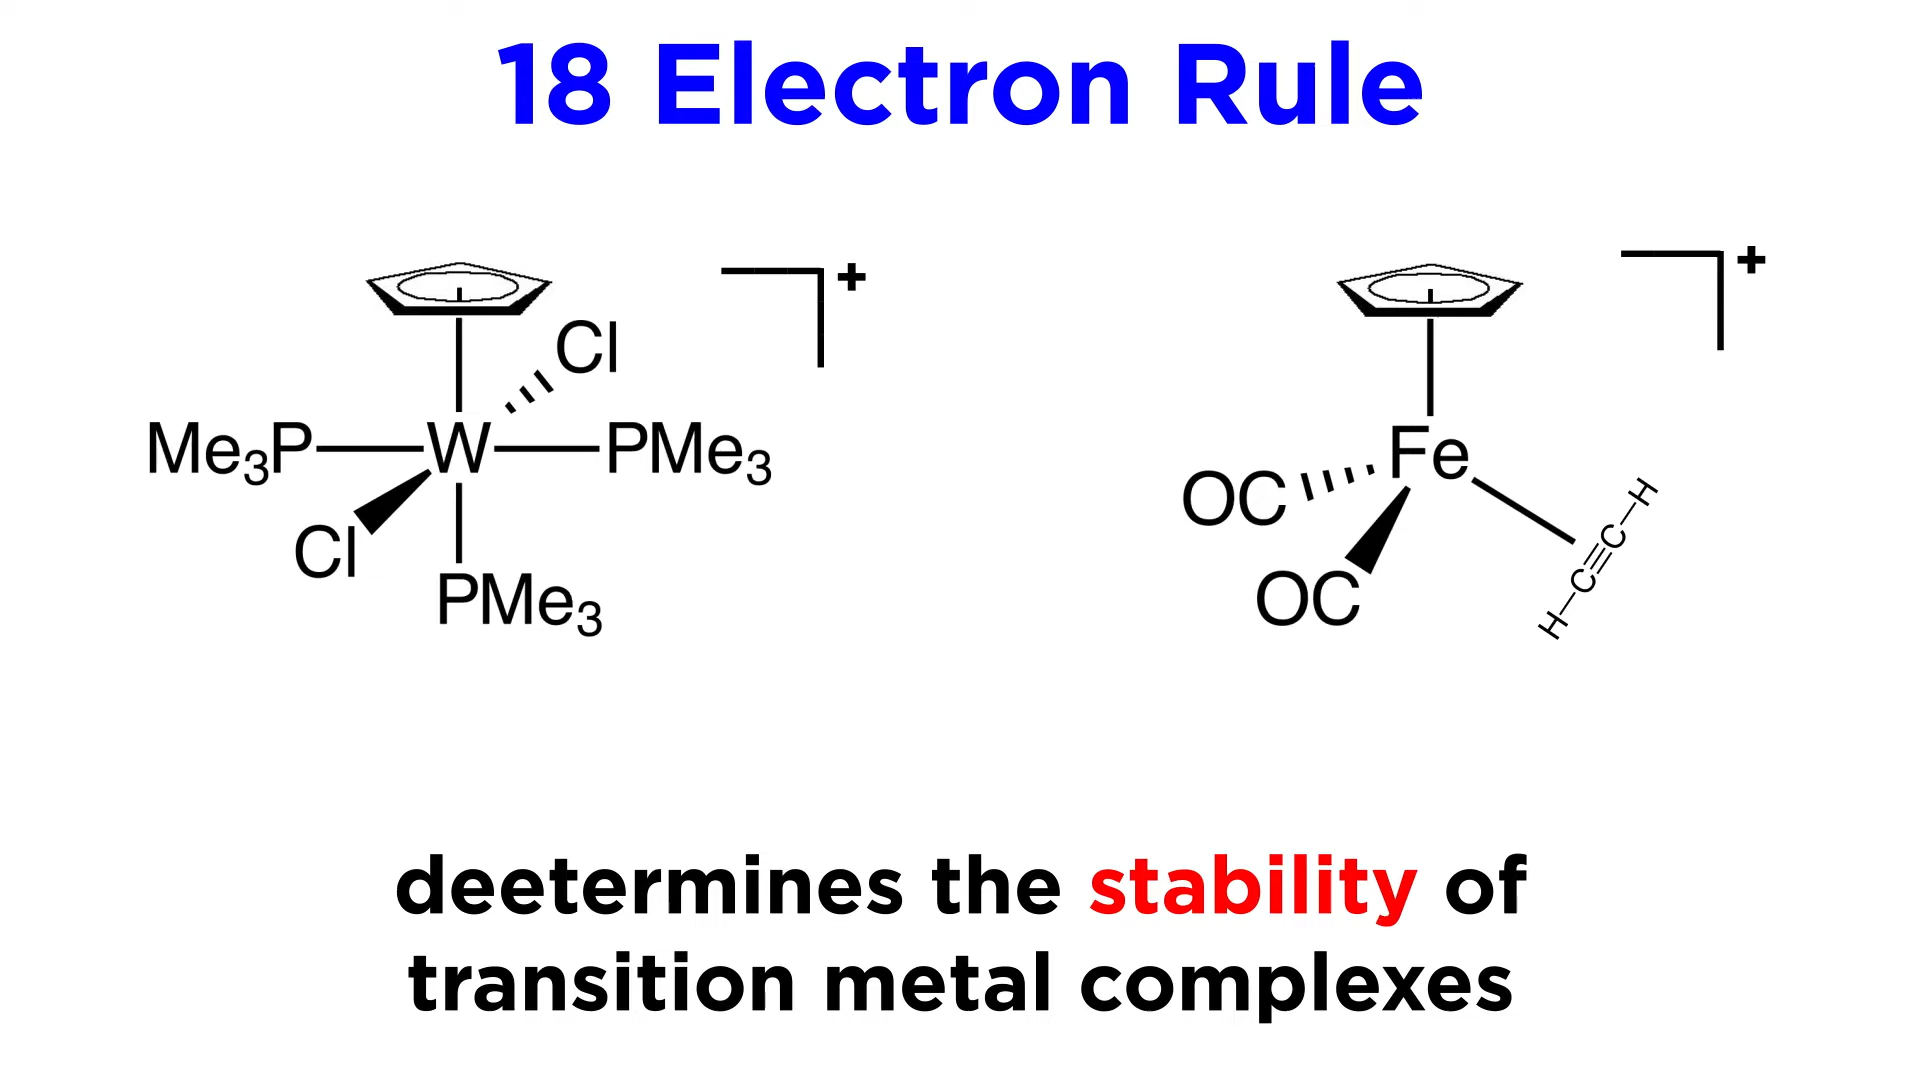 18 Electron Rule
+
Cl
Me₃P W PMe₃
Cl
PMe₃
+
Fe
OC
OC
H C C H
deetermines the stability of
transition metal complexes